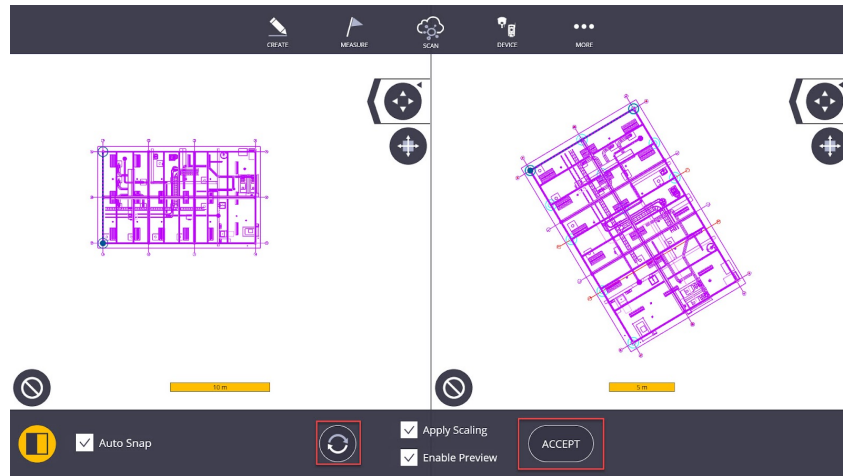 CREATE
MEASURE
SCAN
DEVICE
MORE
10 m
5 m
Auto Snap
Apply Scaling
Enable Preview
ACCEPT